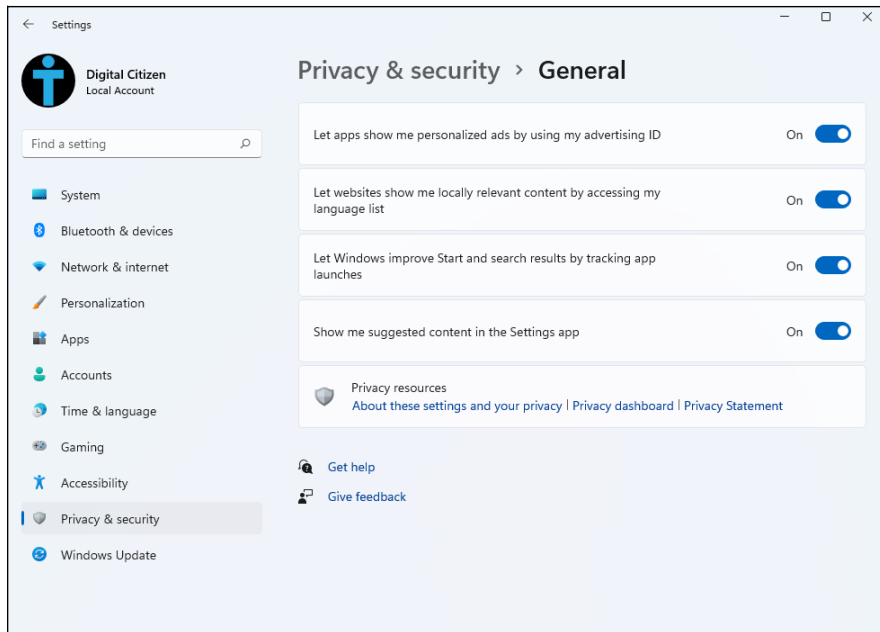 Settings
Digital Citizen
Local Account
Find a setting
System
Bluetooth & devices
Network & internet
Personalization
Apps
Accounts
Time & language
Gaming
Accessibility
Privacy & security
Windows Update
Privacy & security > General
Let apps show me personalized ads by using my advertising ID On
Let websites show me locally relevant content by accessing my
language list
On
Let Windows improve Start and search results by tracking app
launches
On
Show me suggested content in the Settings app On
Privacy resources
About these settings and your privacy | Privacy dashboard | Privacy Statement
Get help
Give feedback